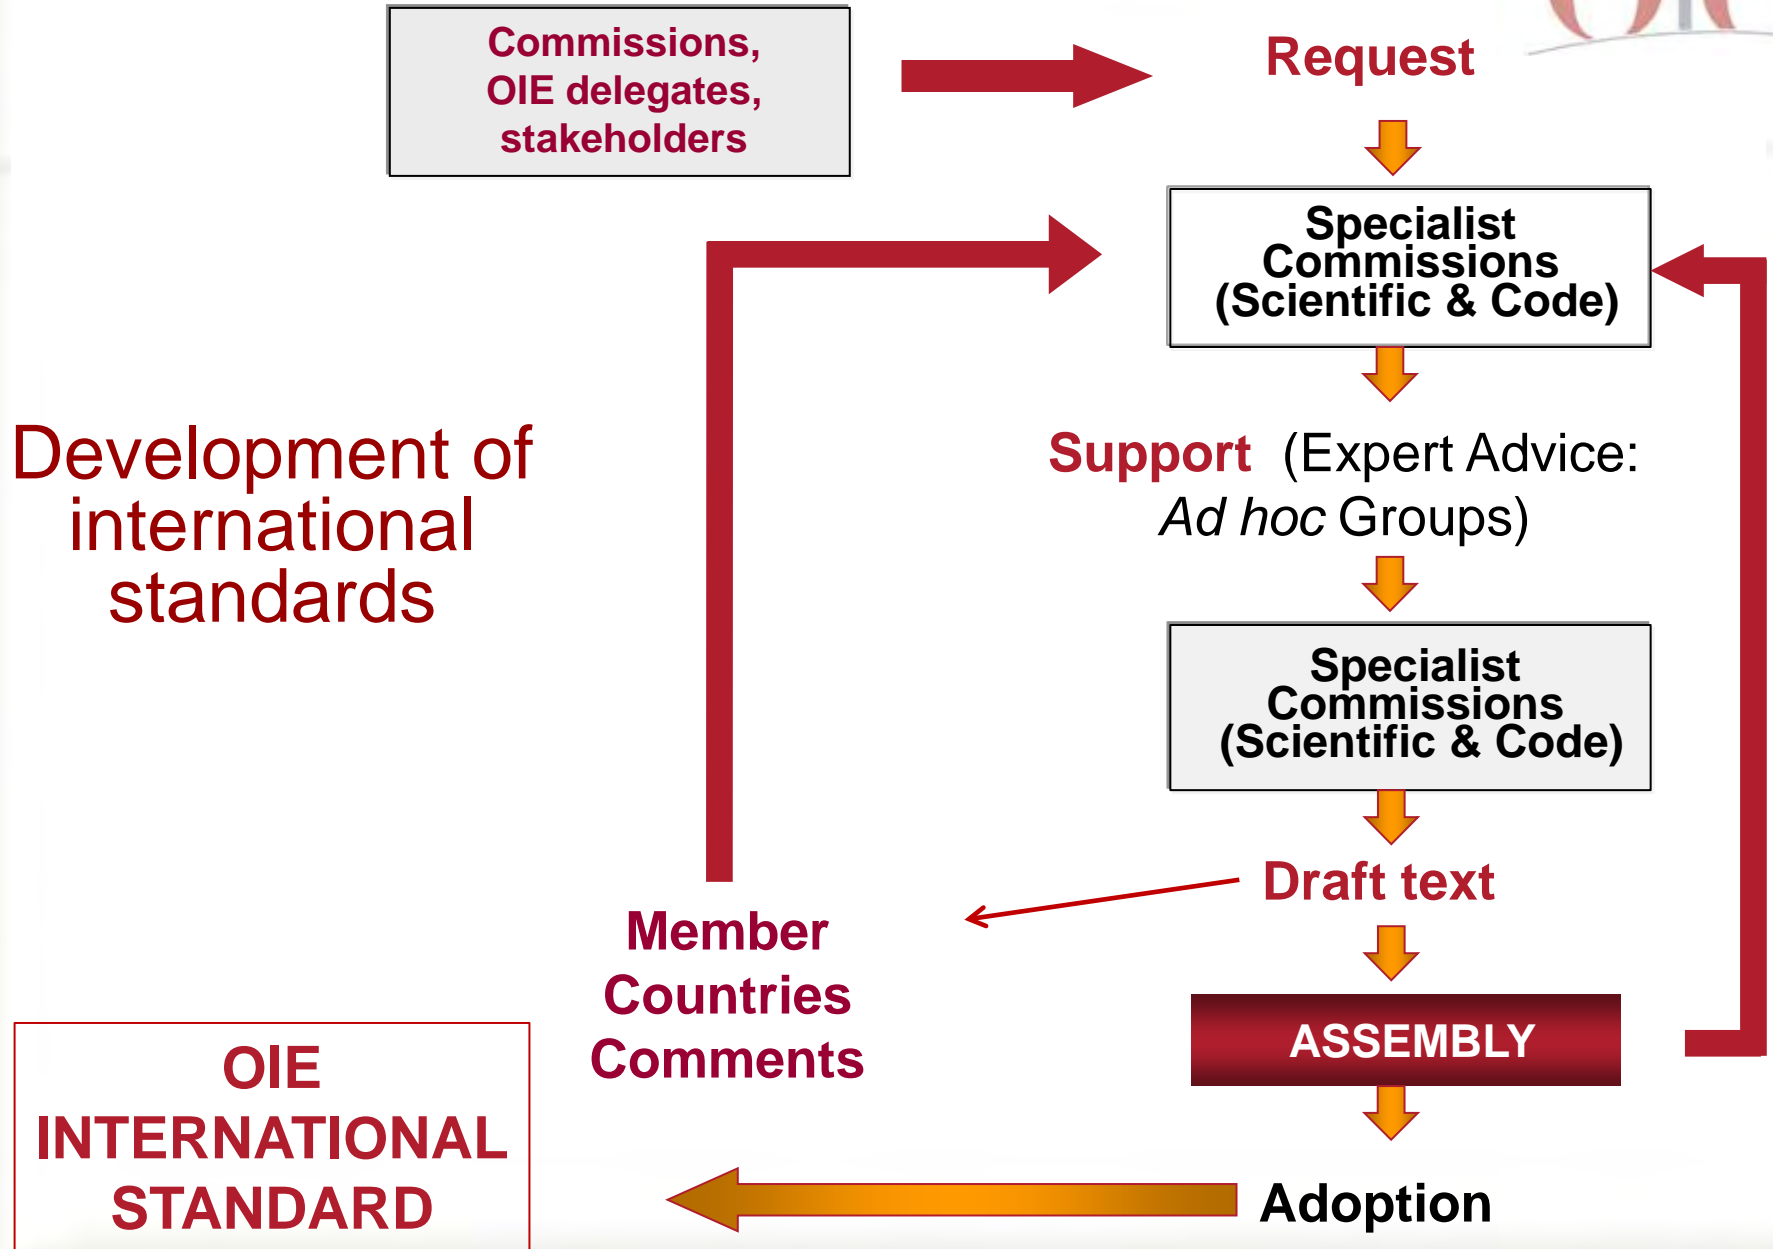 Commissions,
OIE delegates,
stakeholders
Request
Specialist
Commissions
(Scientific & Code)
Development of
international
standards
Support (Expert Advice:
Ad hoc Groups)
Specialist
Commissions
(Scientific & Code)
Draft text
Member
Countries
Comments
ASSEMBLY
OIE
INTERNATIONAL
STANDARD
Adoption